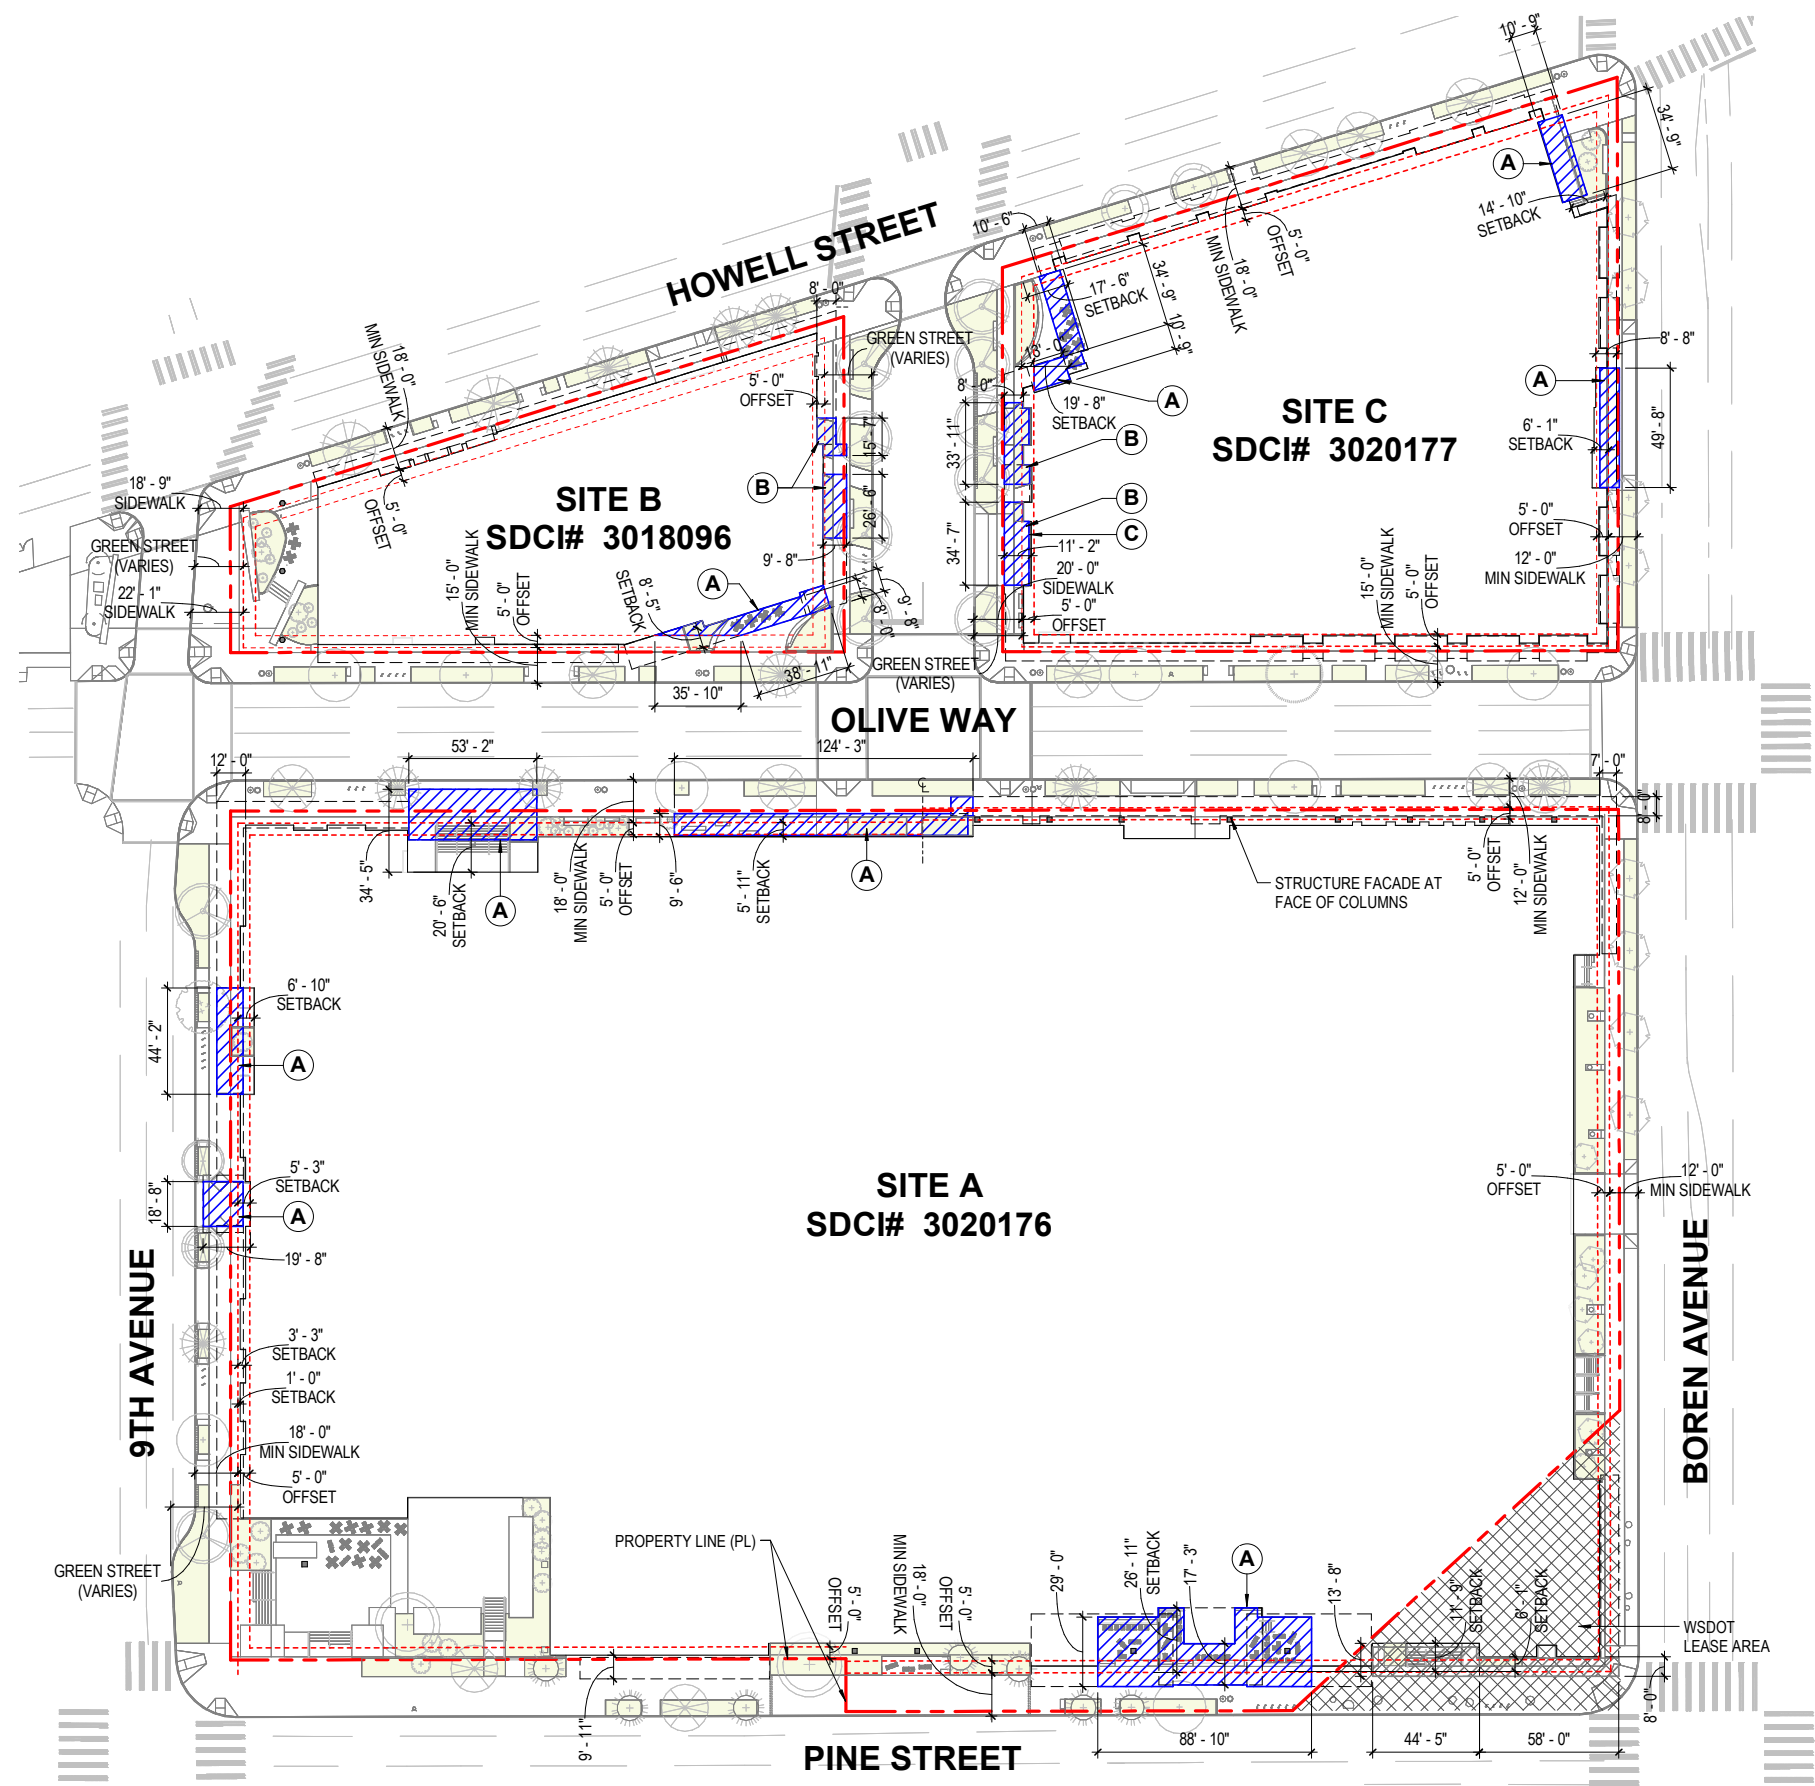 10' - 9"
34' - 9"
A
14' - 10"
SETBACK
HOWELL STREET
10' - 6"
5' - 0"
OFFSET
18' - 0"
MIN SIDEWALK
17' - 6"
SETBACK
34' - 9"
10' - 9"
18' - 0"
8' - 0"
19' - 8"
SETBACK
A
B
33' - 11"
SITE C
SDCI# 3020177
8' - 8"
A
6' - 1"
SETBACK
49' - 8"
5' - 0"
OFFSET
12' - 0"
MIN SIDEWALK
B
C
34' - 7"
11' - 2"
20' - 0"
SIDEWALK
5' - 0"
OFFSET
15' - 0"
MIN SIDEWALK
5' - 0"
OFFSET
8' - 0"
GREEN STREET
(VARIES)
18' - 0"
MIN SIDEWALK
5' - 0"
OFFSET
5' - 0"
OFFSET
15' - 7"
26' - 6"
B
SITE B
SDCI# 3018096
18' - 9"
SIDEWALK
GREEN STREET
(VARIES)
22' - 1"
SIDEWALK
15' - 0"
MIN SIDEWALK
5' - 0"
OFFSET
8' - 5"
SETBACK
A
9' - 8"
9' - 8"
8' - 0"
38' - 11"
35' - 10"
GREEN STREET
(VARIES)
OLIVE WAY
12' - 0"
53' - 2"
124' - 3"
7' - 0"
8' - 0"
34' - 5"
20' - 6"
SETBACK
A
18' - 0"
MIN SIDEWALK
5' - 0"
OFFSET
9' - 6"
5' - 11"
SETBACK
A
STRUCTURE FACADE AT
FACE OF COLUMNS
5' - 0"
OFFSET
12' - 0"
MIN SIDEWALK
6' - 10"
SETBACK
44' - 2"
A
5' - 3"
SETBACK
18' - 8"
A
19' - 8"
SITE A
SDCI# 3020176
5' - 0"
OFFSET
12' - 0"
MIN SIDEWALK
9TH AVENUE
BOREN AVENUE
3' - 3"
SETBACK
1' - 0"
SETBACK
18' - 0"
MIN SIDEWALK
5' - 0"
OFFSET
GREEN STREET
(VARIES)
PROPERTY LINE (PL)
5' - 0"
OFFSET
18' - 0"
MIN SIDEWALK
5' - 0"
OFFSET
29' - 0"
26' - 11"
SETBACK
17' - 3"
A
13' - 8"
11' - 9"
SETBACK
6' - 1"
SETBACK
WSDOT
LEASE AREA
8' - 0"
9' - 11"
88' - 10"
44' - 5"
58' - 0"
PINE STREET